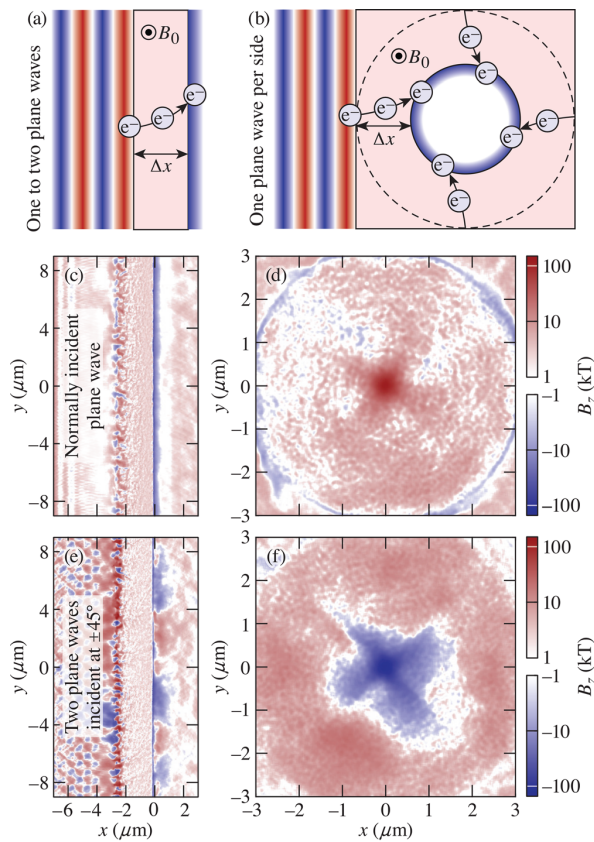 (a)
One to two plane waves
B₀
e⁻
e⁻
e⁻
Δx
(b)
One plane wave per side
B₀
e⁻
e⁻
e⁻
e⁻
e⁻
e⁻
e⁻
e⁻
e⁻
Δx
(c)
Normally incident
plane wave
y (μm)
8
4
0
−4
−8
(d)
y (μm)
3
2
1
0
−1
−2
−3
100
10
1
−1
−10
−100
B_z (kT)
(e)
Two plane waves
incident at ±45°
y (μm)
8
4
0
−4
−8
−6
−4
−2
0
2
x (μm)
(f)
y (μm)
3
2
1
0
−1
−2
−3
−3
−2
−1
0
1
2
3
x (μm)
100
10
1
−1
−10
−100
B_z (kT)